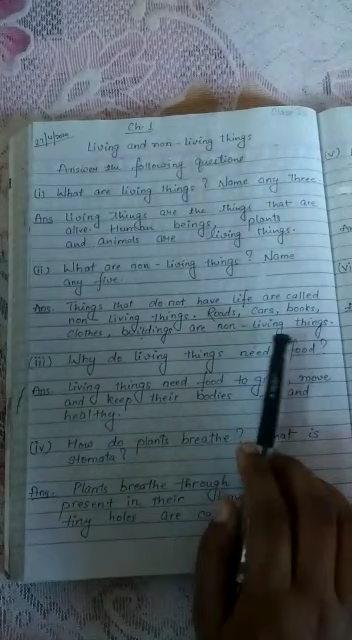 Ch-1
Living and non-living Things
Answer the following questions
(i) What are living things? Name any three
Ans Living things are the things that are
alive. Human beings, plants
and animals are living things.
(ii) What are non-living things? Name
any five
Ans. Things that do not have life are called
non-living things. Roads, Cars, books,
clothes, buildings are non-living things.
(iii) Why do living things need food?
Ans. Living things need food to move
and keep their bodies and
healthy.
(iv) How do plants breathe? is
stomata?
Ans. Plants breathe through
present in their
tiny holes are
(v)
(vi